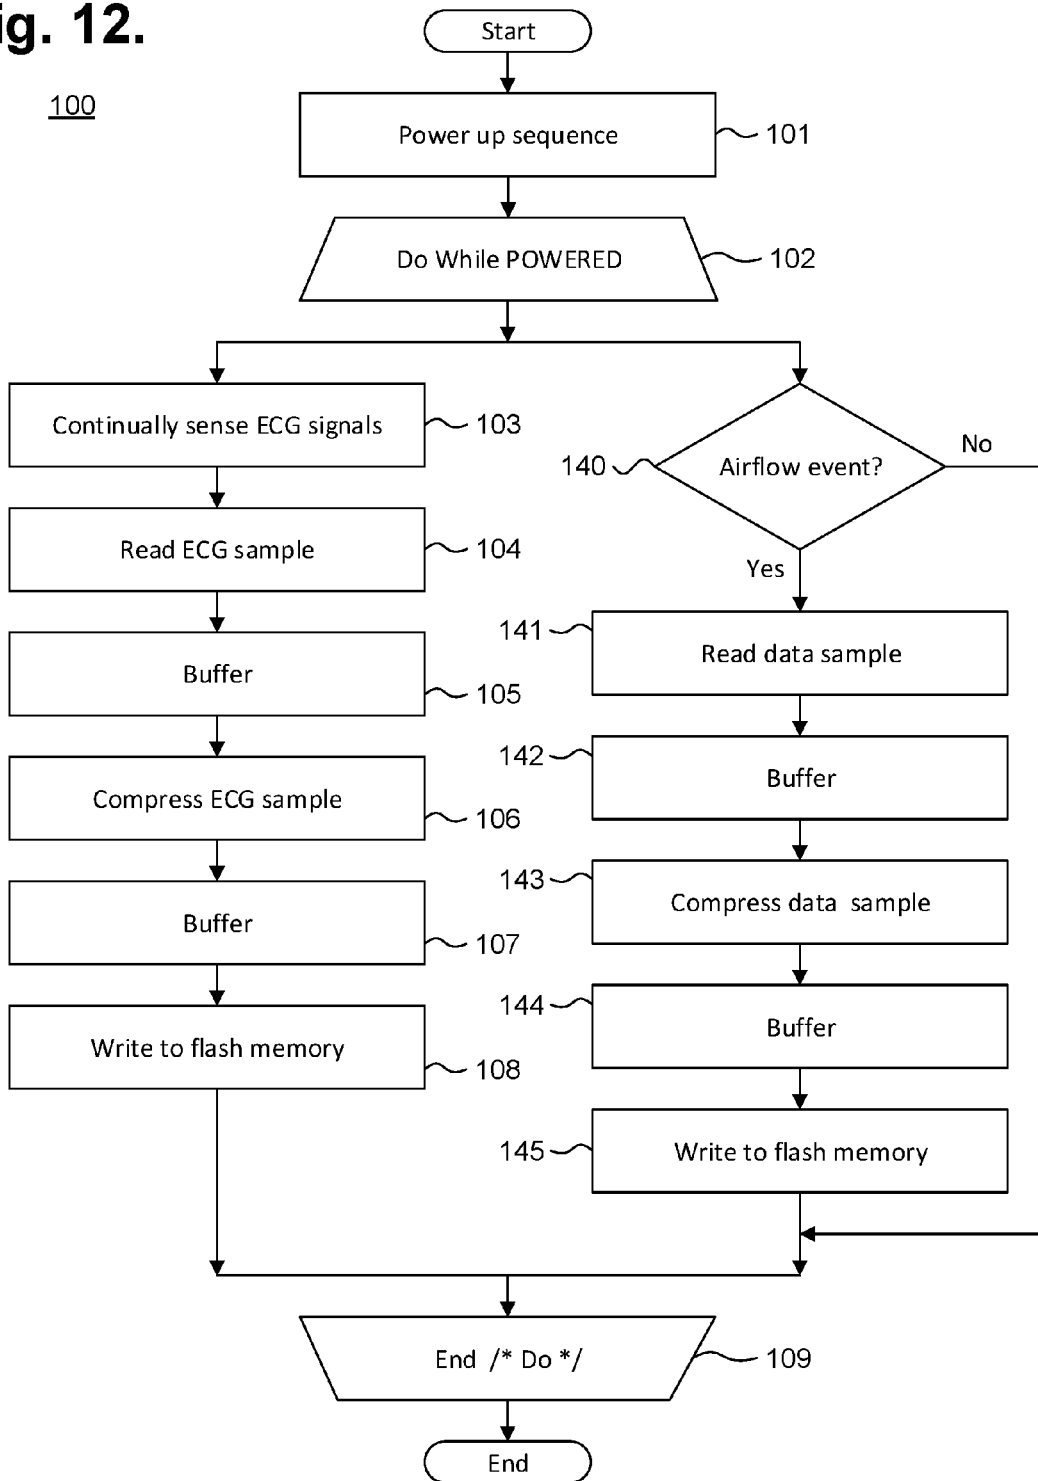 ig. 12.
100
Start
Power up sequence
101
Do While POWERED
102
Continually sense ECG signals
103
Read ECG sample
104
Buffer
105
Compress ECG sample
106
Buffer
107
Write to flash memory
108
140
Airflow event?
No
Yes
141
Read data sample
142
Buffer
143
Compress data  sample
144
Buffer
145
Write to flash memory
End  /* Do */
109
End